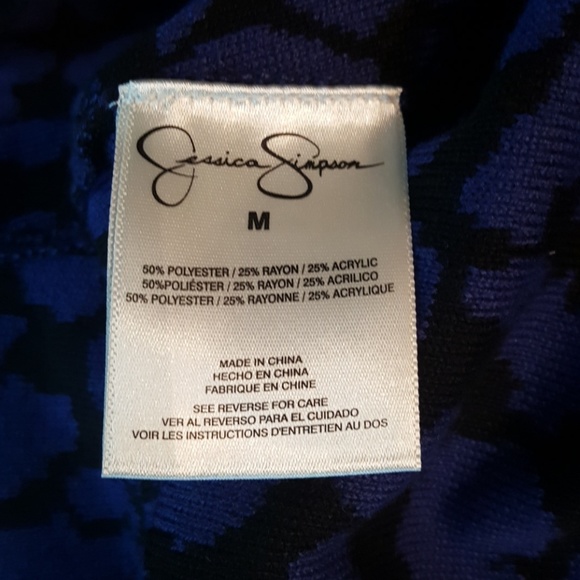 Jessica Simpson
M
50% POLYESTER / 25% RAYON / 25% ACRYLIC
50%POLIÉSTER / 25% RAYON / 25% ACRILICO
50% POLYESTER / 25% RAYONNE / 25% ACRYLIQUE
MADE IN CHINA
HECHO EN CHINA
FABRIQUE EN CHINE
SEE REVERSE FOR CARE
VER AL REVERSO PARA EL CUIDADO
VOIR LES INSTRUCTIONS D'ENTRETIEN AU DOS